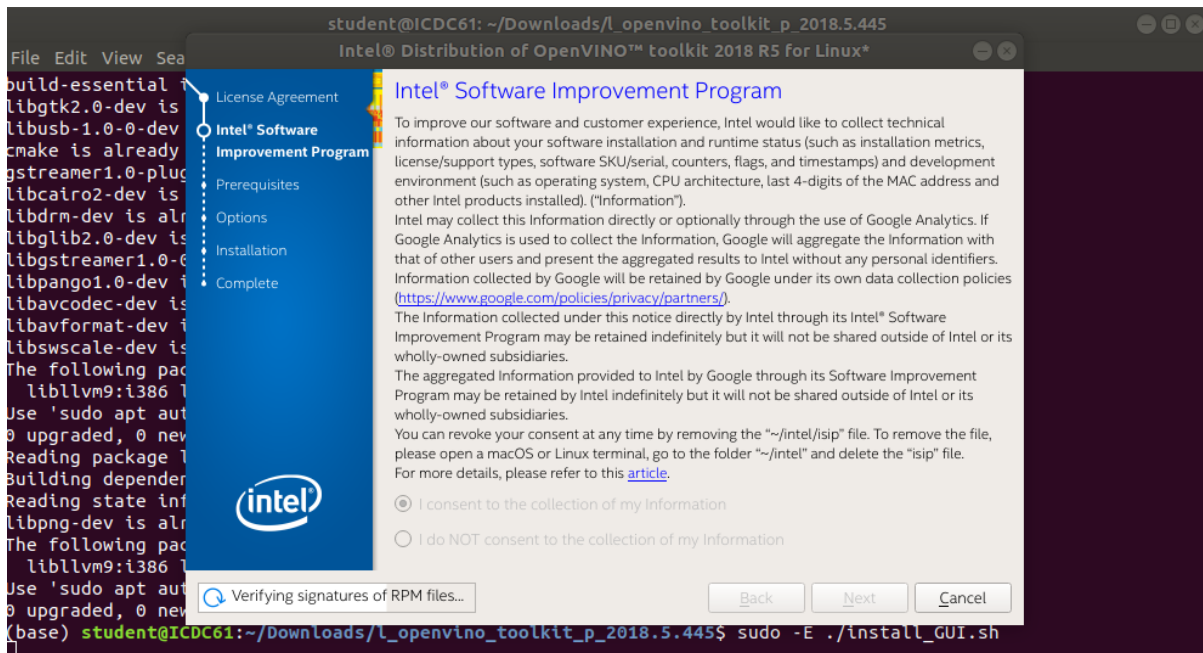 student@ICDC61: ~/Downloads/l_openvino_toolkit_p_2018.5.445
File Edit View Sea
Intel® Distribution of OpenVINO™ toolkit 2018 R5 for Linux*
build-essential
libgtk2.0-dev is
libusb-1.0-0-dev
cmake is already
gstreamer1.0-plug
libcairo2-dev is
libdrm-dev is alr
libglib2.0-dev is
libgstreamer1.0-0
libpango1.0-dev i
libavcodec-dev is
libavformat-dev i
libswscale-dev is
The following pac
libllvm9:i386 l
Use 'sudo apt aut
0 upgraded, 0 new
Reading package l
Building dependen
Reading state inf
libpng-dev is alr
The following pac
libllvm9:i386 l
Use 'sudo apt aut
0 upgraded, 0 new
License Agreement
Intel® Software
Improvement Program
Prerequisites
Options
Installation
Complete
intel®
Intel® Software Improvement Program
To improve our software and customer experience, Intel would like to collect technical
information about your software installation and runtime status (such as installation metrics,
license/support types, software SKU/serial, counters, flags, and timestamps) and development
environment (such as operating system, CPU architecture, last 4-digits of the MAC address and
other Intel products installed). (“Information”).
Intel may collect this Information directly or optionally through the use of Google Analytics. If
Google Analytics is used to collect the Information, Google will aggregate the Information with
that of other users and present the aggregated results to Intel without any personal identifiers.
Information collected by Google will be retained by Google under its own data collection policies
(https://www.google.com/policies/privacy/partners/).
The Information collected under this notice directly by Intel through its Intel® Software
Improvement Program may be retained indefinitely but it will not be shared outside of Intel or its
wholly-owned subsidiaries.
The aggregated Information provided to Intel by Google through its Software Improvement
Program may be retained by Intel indefinitely but it will not be shared outside of Intel or its
wholly-owned subsidiaries.
You can revoke your consent at any time by removing the “~/intel/isip” file. To remove the file,
please open a macOS or Linux terminal, go to the folder “~/intel” and delete the “isip” file.
For more details, please refer to this article.
I consent to the collection of my Information
I do NOT consent to the collection of my Information
Verifying signatures of RPM files...
Back
Next
Cancel
(base) student@ICDC61:~/Downloads/l_openvino_toolkit_p_2018.5.445$ sudo -E ./install_GUI.sh